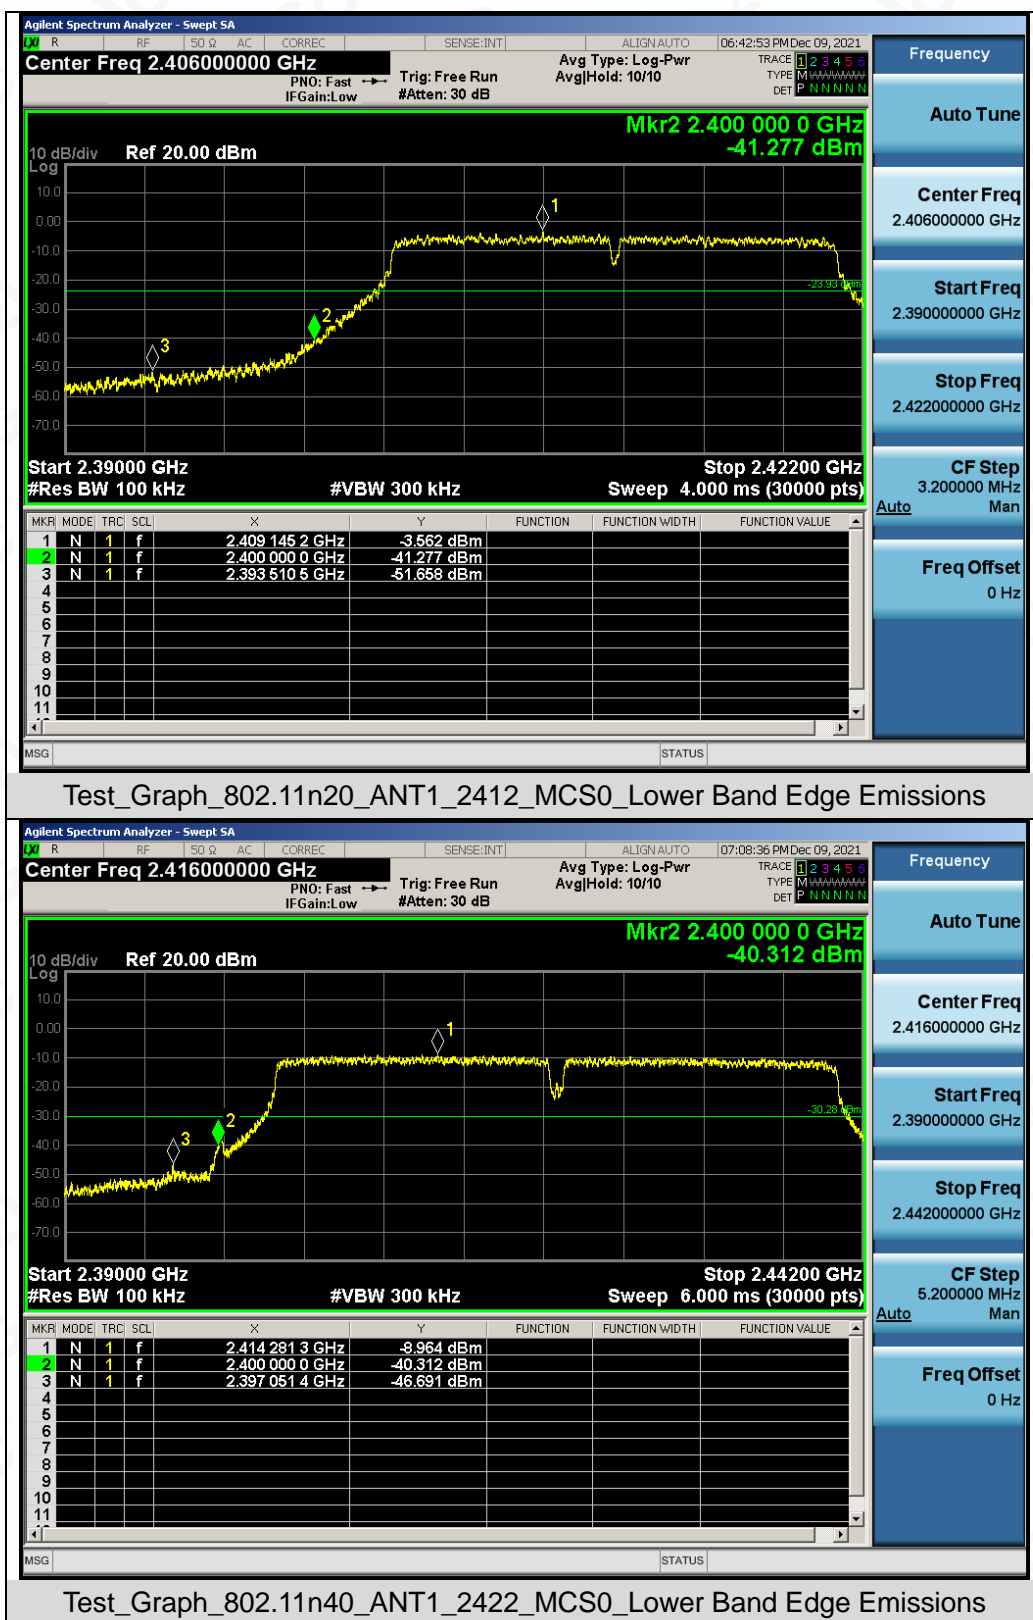 Agilent Spectrum Analyzer - Swept SA
LXI R RF 50 Ω AC CORREC SENSE:INT ALIGN AUTO 06:42:53 PM Dec 09, 2021
Center Freq 2.406000000 GHz
PNO: Fast Trig: Free Run Avg Type: Log-Pwr TRACE 1 2 3 4 5 6
IFGain:Low #Atten: 30 dB Avg|Hold: 10/10 TYPE M WWWWW
DET P N N N N N
Frequency
Auto Tune
Center Freq
2.406000000 GHz
Start Freq
2.390000000 GHz
Stop Freq
2.422000000 GHz
CF Step
3.200000 MHz
Auto Man
Freq Offset
0 Hz
Mkr2 2.400 000 0 GHz
-41.277 dBm
10 dB/div Ref 20.00 dBm
Log
10.0
0.00
-10.0
-20.0
-30.0
-40.0
-50.0
-60.0
-70.0
1
2
3
-23.93 dBm
Start 2.39000 GHz Stop 2.42200 GHz
#Res BW 100 kHz #VBW 300 kHz Sweep 4.000 ms (30000 pts)
MKR MODE TRC SCL X Y FUNCTION FUNCTION WIDTH FUNCTION VALUE
1 N 1 f 2.409 145 2 GHz -3.562 dBm
2 N 1 f 2.400 000 0 GHz -41.277 dBm
3 N 1 f 2.393 510 5 GHz -51.658 dBm
4
5
6
7
8
9
10
11
MSG STATUS
Test_Graph_802.11n20_ANT1_2412_MCS0_Lower Band Edge Emissions
Agilent Spectrum Analyzer - Swept SA
LXI R RF 50 Ω AC CORREC SENSE:INT ALIGN AUTO 07:08:36 PM Dec 09, 2021
Center Freq 2.416000000 GHz
PNO: Fast Trig: Free Run Avg Type: Log-Pwr TRACE 1 2 3 4 5 6
IFGain:Low #Atten: 30 dB Avg|Hold: 10/10 TYPE M WWWWW
DET P N N N N N
Frequency
Auto Tune
Center Freq
2.416000000 GHz
Start Freq
2.390000000 GHz
Stop Freq
2.442000000 GHz
CF Step
5.200000 MHz
Auto Man
Freq Offset
0 Hz
Mkr2 2.400 000 0 GHz
-40.312 dBm
10 dB/div Ref 20.00 dBm
Log
10.0
0.00
-10.0
-20.0
-30.0
-40.0
-50.0
-60.0
-70.0
1
2
3
-30.28 dBm
Start 2.39000 GHz Stop 2.44200 GHz
#Res BW 100 kHz #VBW 300 kHz Sweep 6.000 ms (30000 pts)
MKR MODE TRC SCL X Y FUNCTION FUNCTION WIDTH FUNCTION VALUE
1 N 1 f 2.414 281 3 GHz -8.964 dBm
2 N 1 f 2.400 000 0 GHz -40.312 dBm
3 N 1 f 2.397 051 4 GHz -46.691 dBm
4
5
6
7
8
9
10
11
MSG STATUS
Test_Graph_802.11n40_ANT1_2422_MCS0_Lower Band Edge Emissions